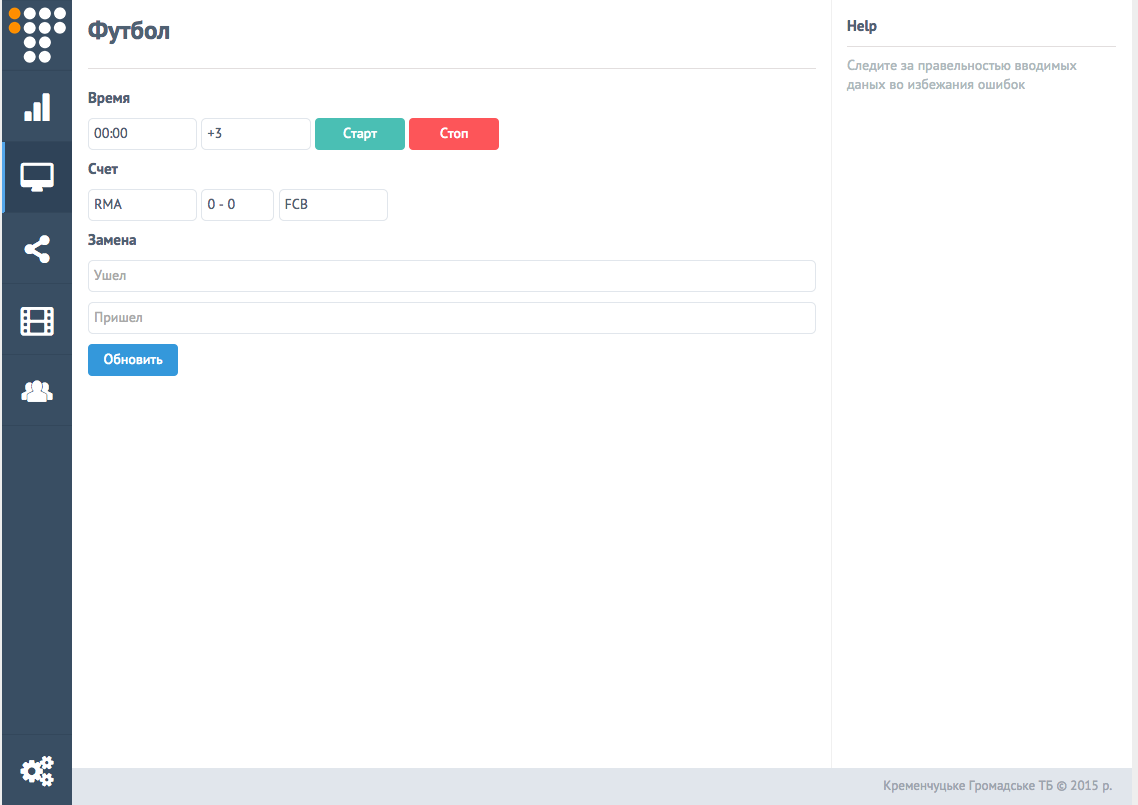 Футбол
Время
00:00
+3
Старт
Стоп
Счет
RMA
0 - 0
FCB
Замена
Ушел
Пришел
Обновить
Help
Следите за правельностью вводимых
даных во избежания ошибок
Кременчуцьке Громадське ТБ © 2015 р.